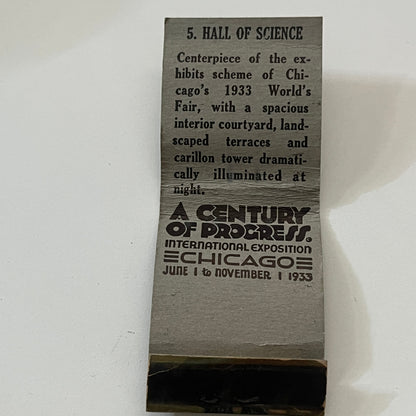 5. HALL OF SCIENCE
Centerpiece of the ex-
hibits scheme of Chi-
cago's 1933 World's
Fair, with a spacious
interior courtyard, land-
scaped terraces and
carillon tower dramati-
cally illuminated at
night.
A CENTURY
OF PROGRESS.
INTERNATIONAL EXPOSITION
CHICAGO
JUNE 1 to NOVEMBER 1 1933